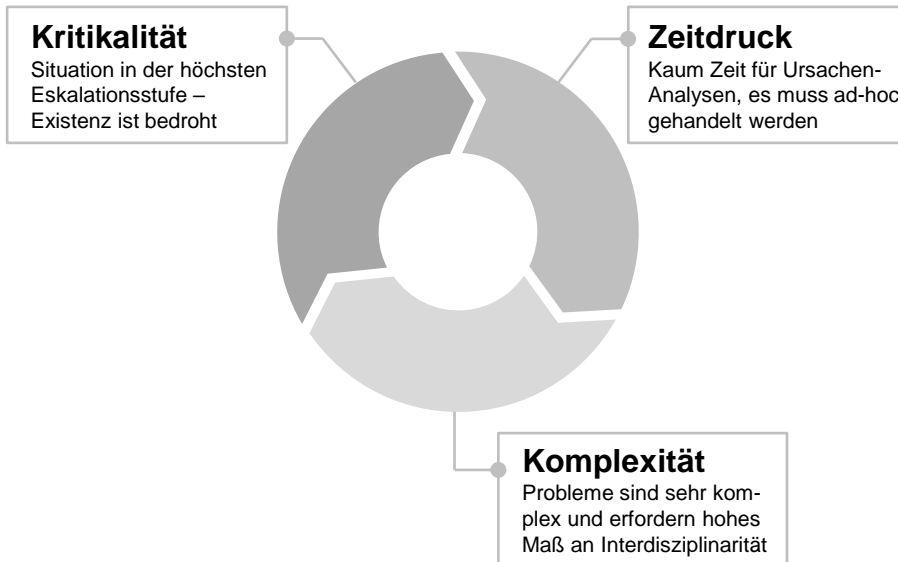 Kritikalität
Situation in der höchsten
Eskalationsstufe –
Existenz ist bedroht
Zeitdruck
Kaum Zeit für Ursachen-
Analysen, es muss ad-hoc
gehandelt werden
Komplexität
Probleme sind sehr kom-
plex und erfordern hohes
Maß an Interdisziplinarität